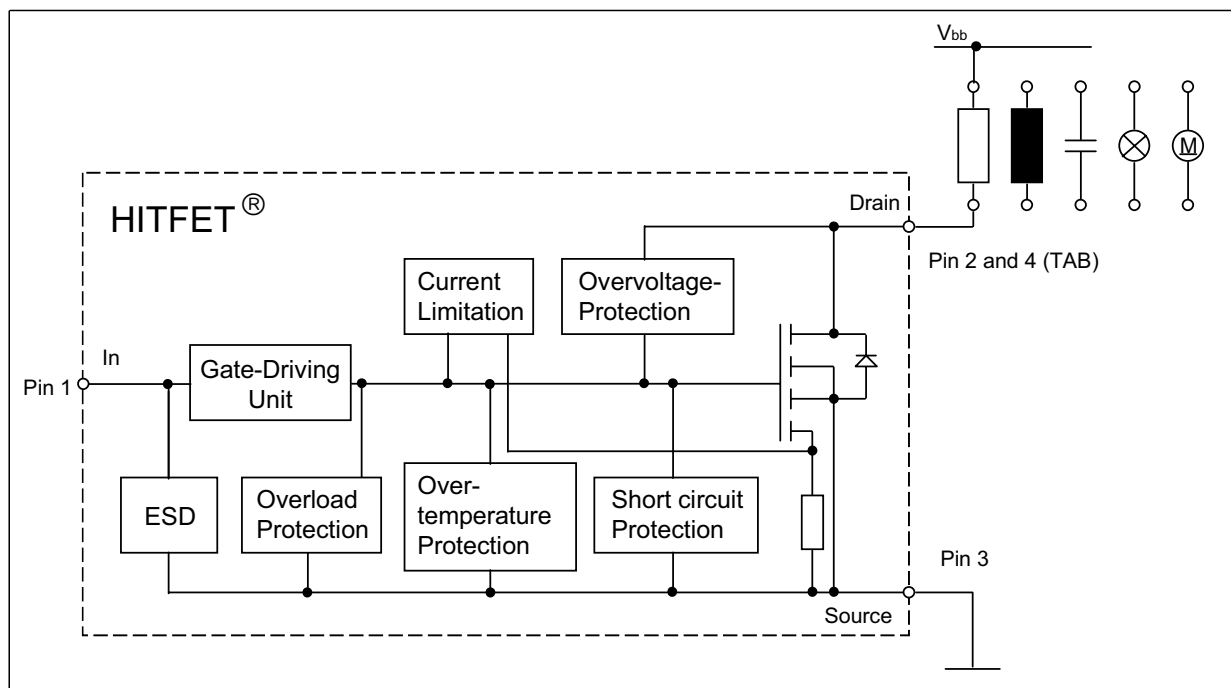 Vbb
HITFET ®
Drain
Pin 2 and 4 (TAB)
Current
Limitation
Overvoltage-
Protection
In
Pin 1
Gate-Driving
Unit
ESD
Overload
Protection
Over-
temperature
Protection
Short circuit
Protection
Pin 3
Source
M